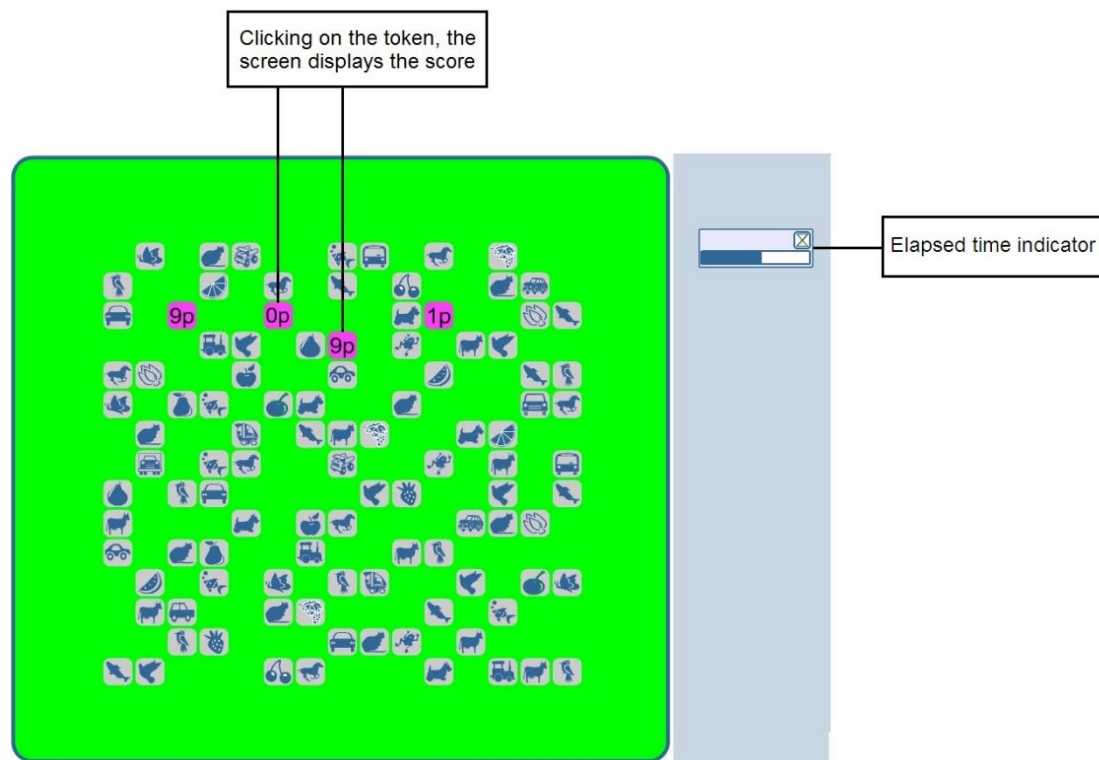 Clicking on the token, the
screen displays the score
Elapsed time indicator
9p
0p
1p
9p